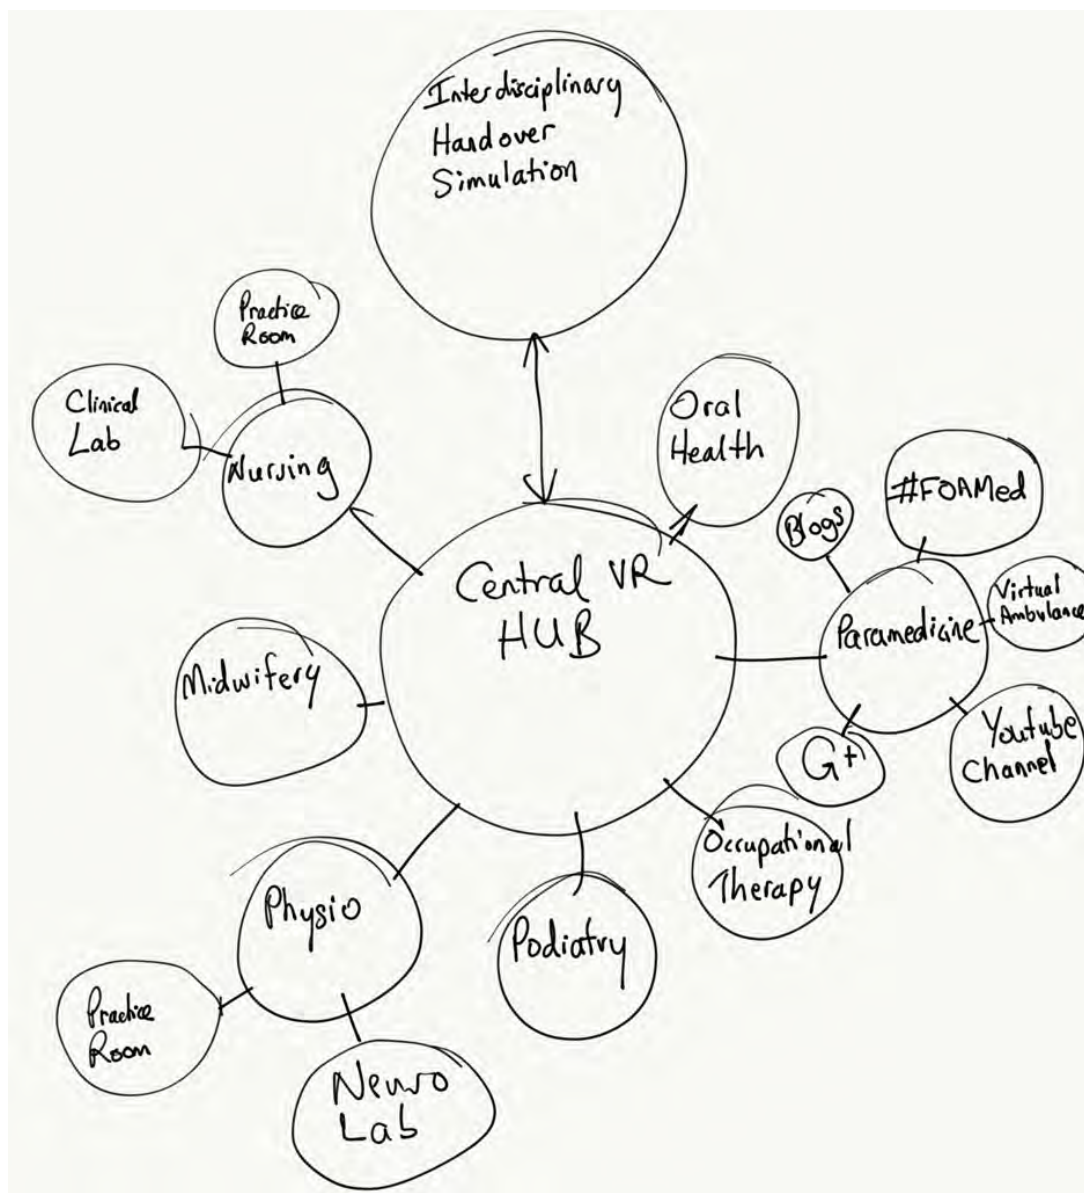 Interdisciplinary
Handover
Simulation
Practice
Room
Clinical
Lab
Nursing
Oral
Health
#FOAMed
Blogs
Virtual
Ambulance
Paramedicine
Central VR
HUB
Midwifery
Youtube
Channel
G+
Occupational
Therapy
Physio
Podiatry
Practice
Room
Neuro
Lab